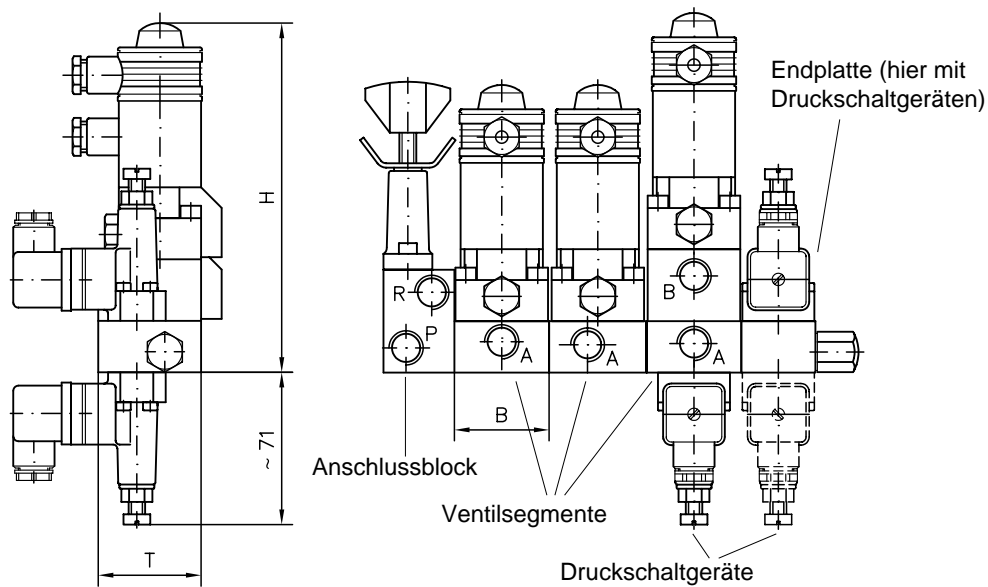 Endplatte (hier mit
Druckschaltgeräten)
H
R
P
A
A
B
A
B
~71
T
Anschlussblock
Ventilsegmente
Druckschaltgeräte